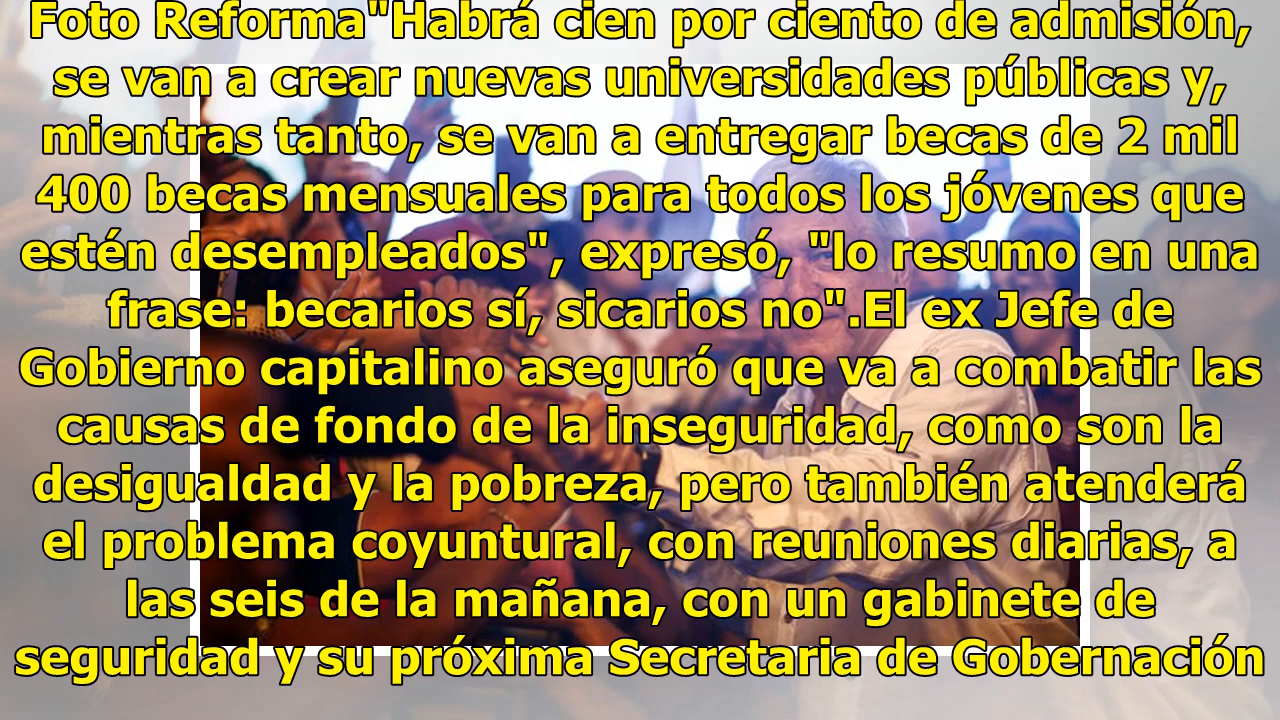 Foto Reforma"Habrá cien por ciento de admisión,
se van a crear nuevas universidades públicas y,
mientras tanto, se van a entregar becas de 2 mil
400 becas mensuales para todos los jóvenes que
estén desempleados", expresó, "lo resumo en una
frase: becarios sí, sicarios no".El ex Jefe de
Gobierno capitalino aseguró que va a combatir las
causas de fondo de la inseguridad, como son la
desigualdad y la pobreza, pero también atenderá
el problema coyuntural, con reuniones diarias, a
las seis de la mañana, con un gabinete de
seguridad y su próxima Secretaria de Gobernación